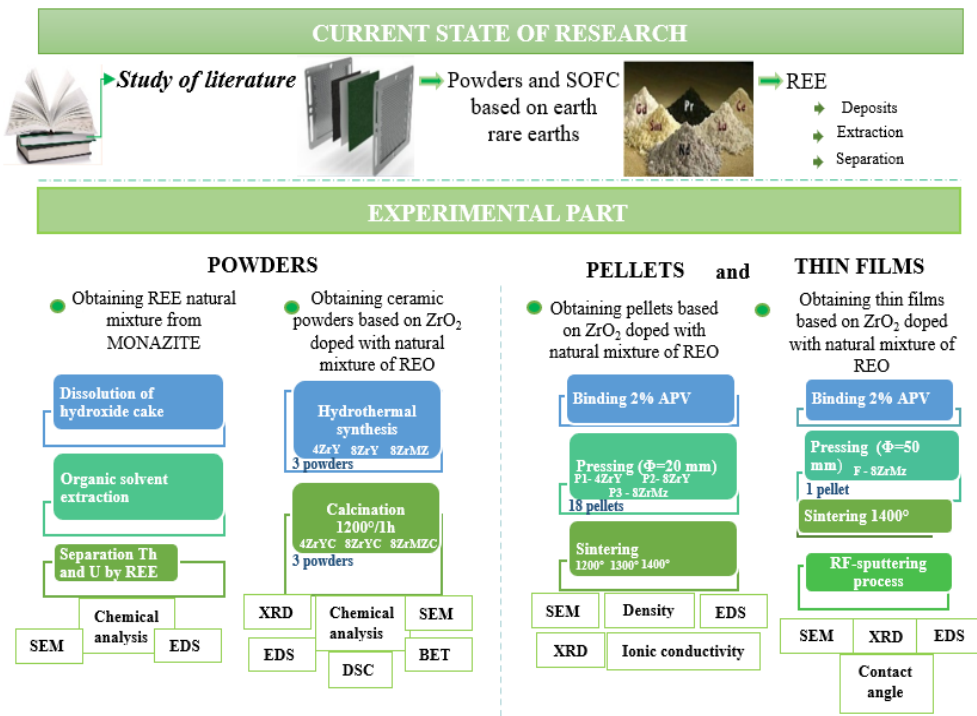 CURRENT STATE OF RESEARCH
Study of literature
Powders and SOFC
based on earth
rare earths
Gd
Pr
Ce
Sm
La
Nd
REE
Deposits
Extraction
Separation
EXPERIMENTAL PART
POWDERS
Obtaining REE natural
mixture from
MONAZITE
Dissolution of
hydroxide cake
Organic solvent
extraction
Separation Th
and U by REE
Chemical
analysis
SEM
EDS
Obtaining ceramic
powders based on ZrO₂
doped with natural
mixture of REO
Hydrothermal
synthesis
4ZrY 8ZrY 8ZrMZ
3 powders
Calcination
1200°/1h
4ZrYC 8ZrYC 8ZrMZC
3 powders
XRD
Chemical
analysis
SEM
EDS
DSC
BET
PELLETS and THIN FILMS
Obtaining pellets based
on ZrO₂ doped with
natural mixture of REO
Binding 2% APV
Pressing (Φ=20 mm)
P1- 4ZrY P2- 8ZrY
P3 - 8ZrMz
18 pellets
Sintering
1200° 1300° 1400°
SEM
Density
EDS
XRD
Ionic conductivity
Obtaining thin films
based on ZrO₂ doped
with natural mixture of
REO
Binding 2% APV
Pressing (Φ=50
mm) F - 8ZrMz
1 pellet
Sintering 1400°
RF-sputtering
process
SEM
XRD
EDS
Contact
angle